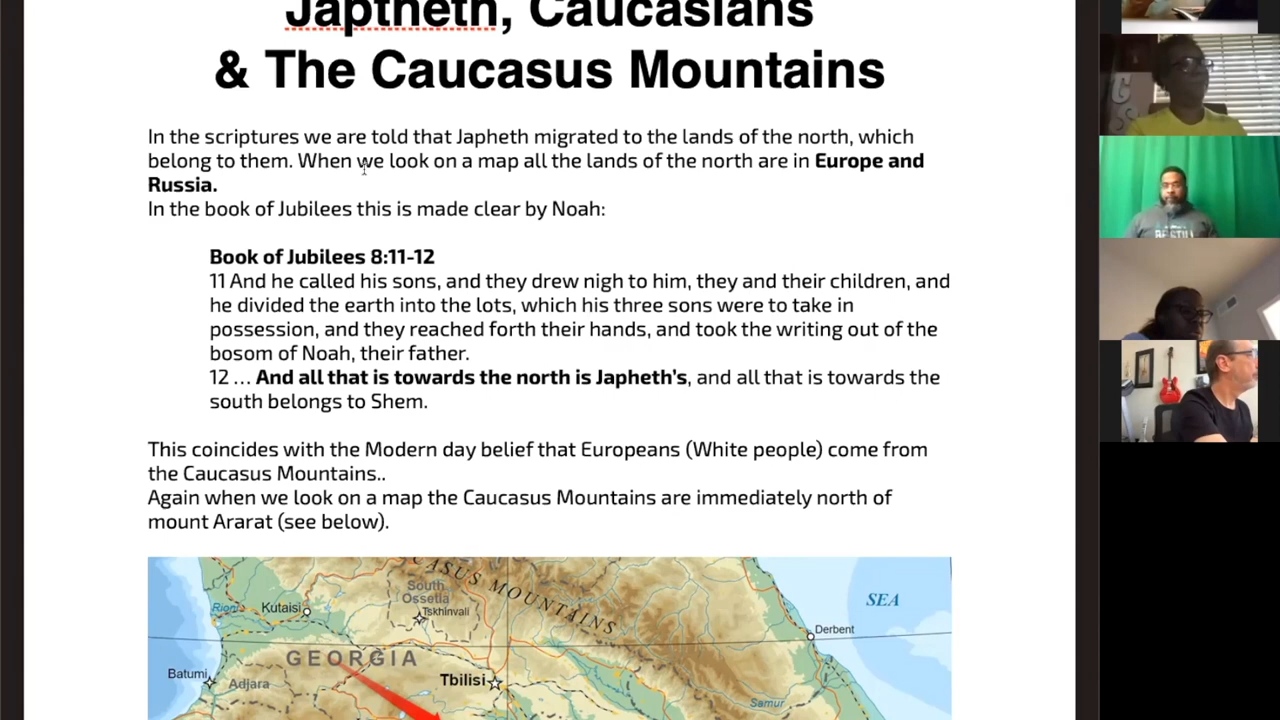 Japtheth, Caucasians
& The Caucasus Mountains
In the scriptures we are told that Japheth migrated to the lands of the north, which
belong to them. When we look on a map all the lands of the north are in Europe and
Russia.
In the book of Jubilees this is made clear by Noah:
Book of Jubilees 8:11-12
11 And he called his sons, and they drew nigh to him, they and their children, and
he divided the earth into the lots, which his three sons were to take in
possession, and they reached forth their hands, and took the writing out of the
bosom of Noah, their father.
12 … And all that is towards the north is Japheth's, and all that is towards the
south belongs to Shem.
This coincides with the Modern day belief that Europeans (White people) come from
the Caucasus Mountains..
Again when we look on a map the Caucasus Mountains are immediately north of
mount Ararat (see below).
CASUS MOUNTAINS
South
Ossetia
SEA
Rioni
Kutaisi
Tskhinvali
Derbent
GEORGIA
Batumi
Adjara
Tbilisi
Samur